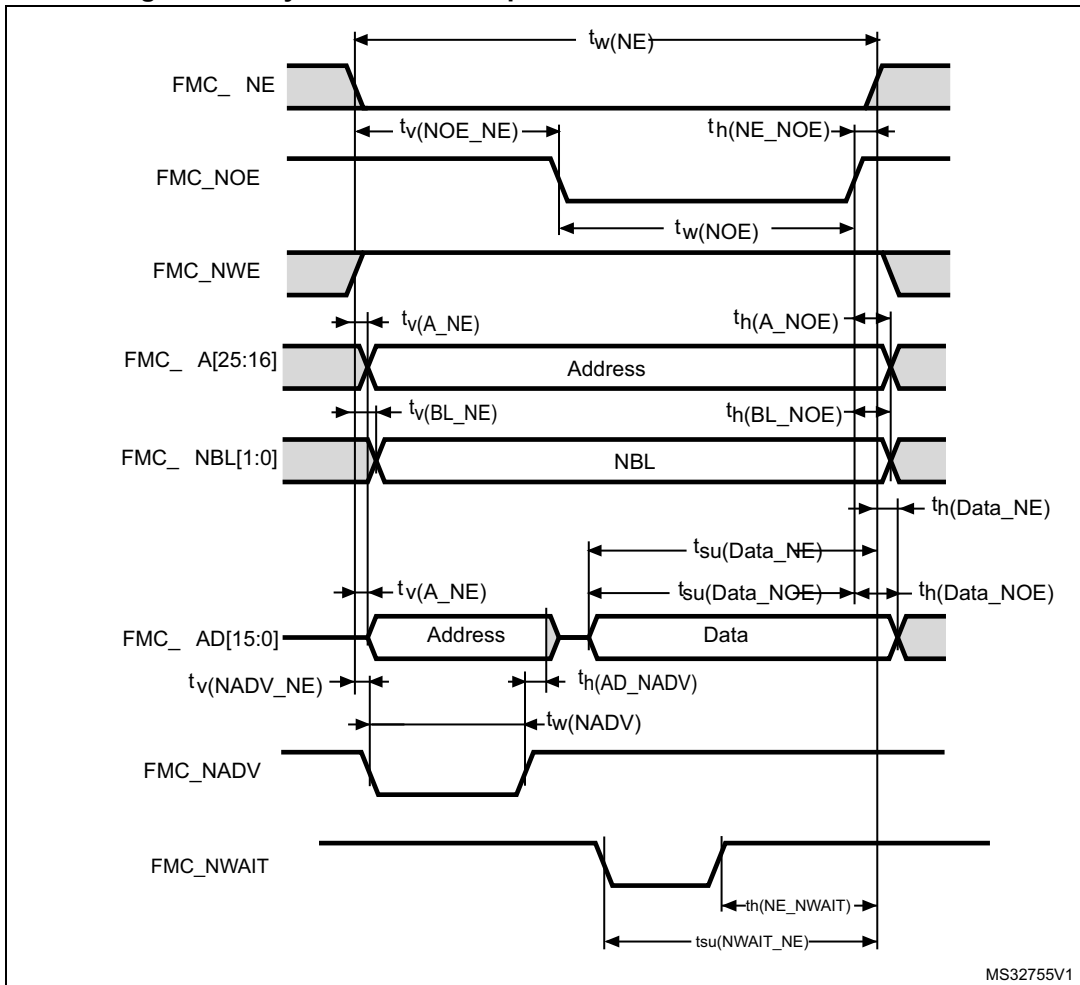 tw(NE)
FMC_ NE
tv(NOE_NE)
th(NE_NOE)
FMC_NOE
tw(NOE)
FMC_NWE
tv(A_NE)
th(A_NOE)
FMC_ A[25:16]
Address
tv(BL_NE)
th(BL_NOE)
FMC_ NBL[1:0]
NBL
th(Data_NE)
tsu(Data_NE)
tv(A_NE)
tsu(Data_NOE)
th(Data_NOE)
FMC_ AD[15:0]
Address
Data
tv(NADV_NE)
th(AD_NADV)
tw(NADV)
FMC_NADV
FMC_NWAIT
th(NE_NWAIT)
tsu(NWAIT_NE)
MS32755V1